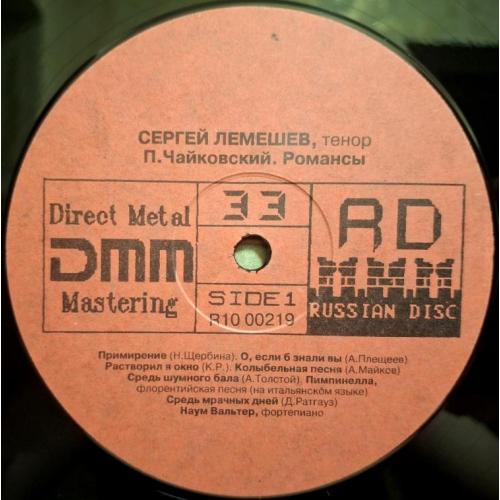 СЕРГЕЙ ЛЕМЕШЕВ, тенор
П.Чайковский. Романсы
Direct Metal
DMM
Mastering
33
SIDE 1
R10 00219
RD
RUSSIAN DISC
Примирение (Н.Щербина). О, если б знали вы (А.Плещеев)
Растворил я окно (К.Р.). Колыбельная песня (А.Майков)
Средь шумного бала (А.Толстой). Пимпинелла,
флорентийская песня (на итальянском языке)
Средь мрачных дней (Д.Ратгауз)
Наум Вальтер, фортепиано